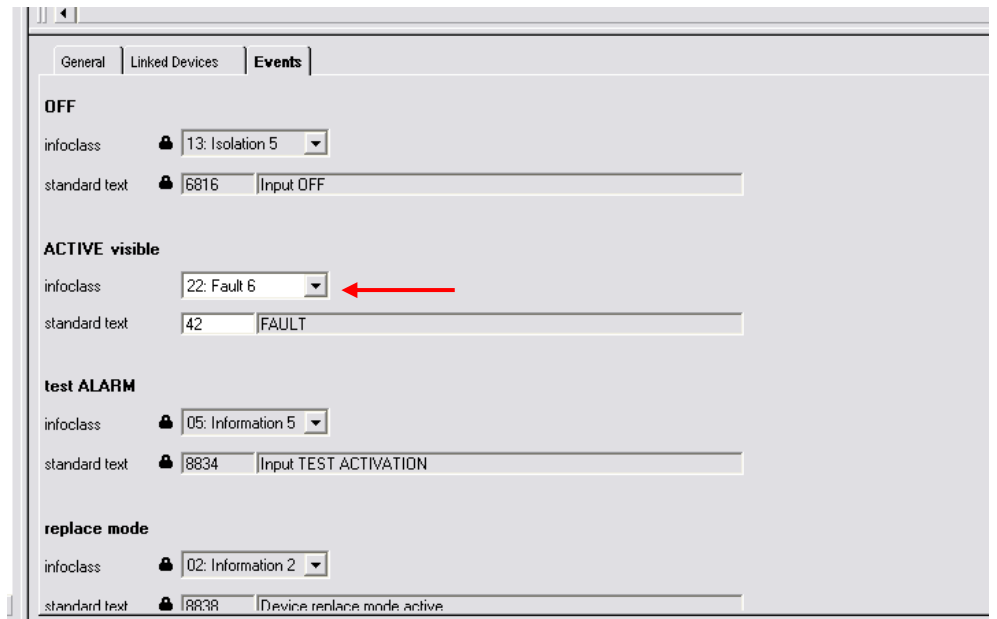 General Linked Devices Events
OFF
infoclass 13: Isolation 5
standard text 6816 Input OFF
ACTIVE visible
infoclass 22: Fault 6
standard text 42 FAULT
test ALARM
infoclass 05: Information 5
standard text 8834 Input TEST ACTIVATION
replace mode
infoclass 02: Information 2
standard text 8838 Device replace mode active